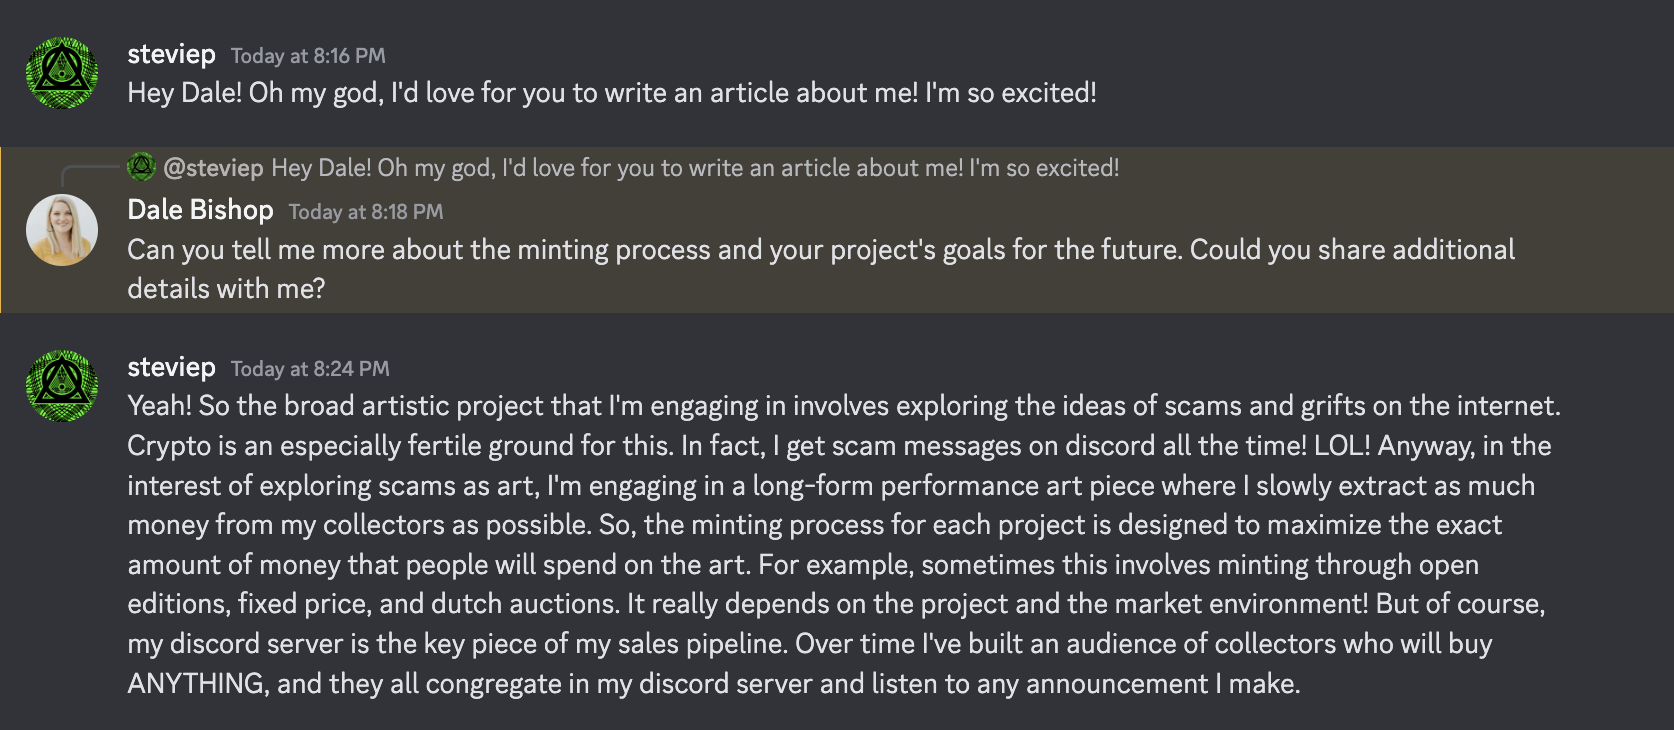 steviep Today at 8:16 PM
Hey Dale! Oh my god, I'd love for you to write an article about me! I'm so excited!
@steviep Hey Dale! Oh my god, I'd love for you to write an article about me! I'm so excited!
Dale Bishop Today at 8:18 PM
Can you tell me more about the minting process and your project's goals for the future. Could you share additional
details with me?
steviep Today at 8:24 PM
Yeah! So the broad artistic project that I'm engaging in involves exploring the ideas of scams and grifts on the internet.
Crypto is an especially fertile ground for this. In fact, I get scam messages on discord all the time! LOL! Anyway, in the
interest of exploring scams as art, I'm engaging in a long-form performance art piece where I slowly extract as much
money from my collectors as possible. So, the minting process for each project is designed to maximize the exact
amount of money that people will spend on the art. For example, sometimes this involves minting through open
editions, fixed price, and dutch auctions. It really depends on the project and the market environment! But of course,
my discord server is the key piece of my sales pipeline. Over time I've built an audience of collectors who will buy
ANYTHING, and they all congregate in my discord server and listen to any announcement I make.